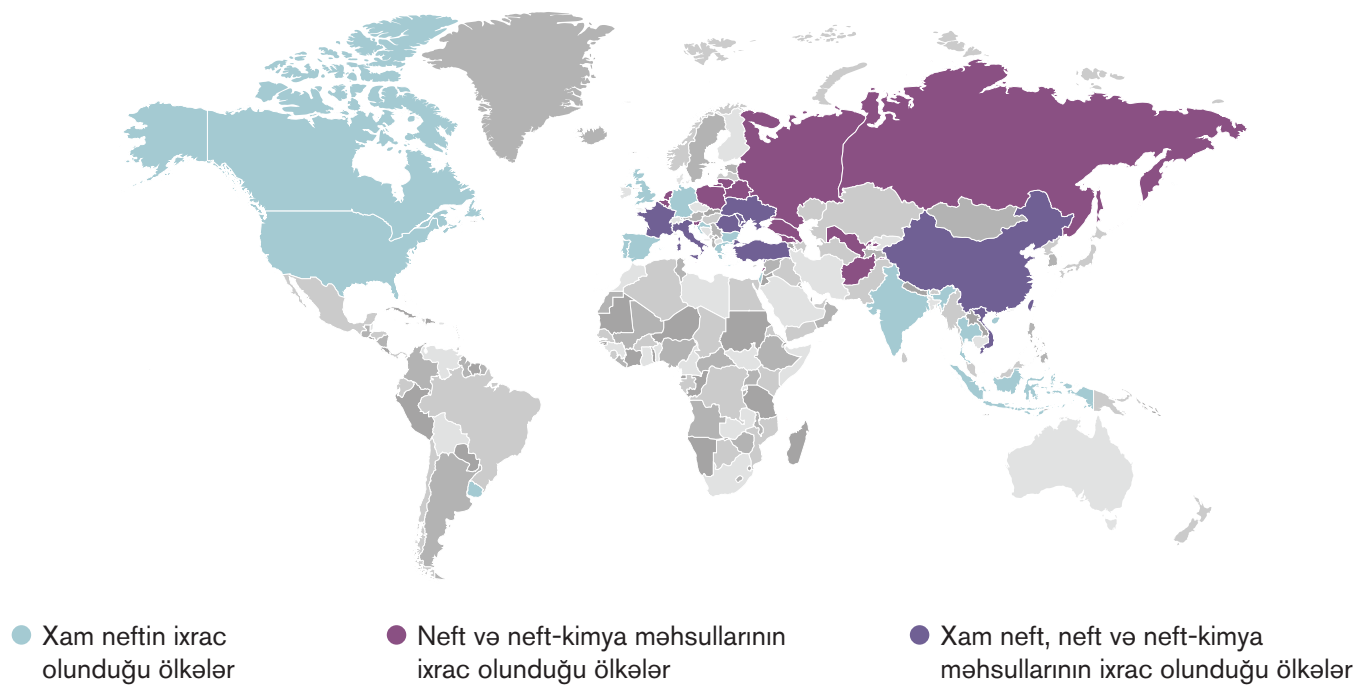 Xam neftin ixrac
olunduğu ölkələr
Neft və neft-kimya məhsullarının
ixrac olunduğu ölkələr
Xam neft, neft və neft-kimya
məhsullarının ixrac olunduğu ölkələr